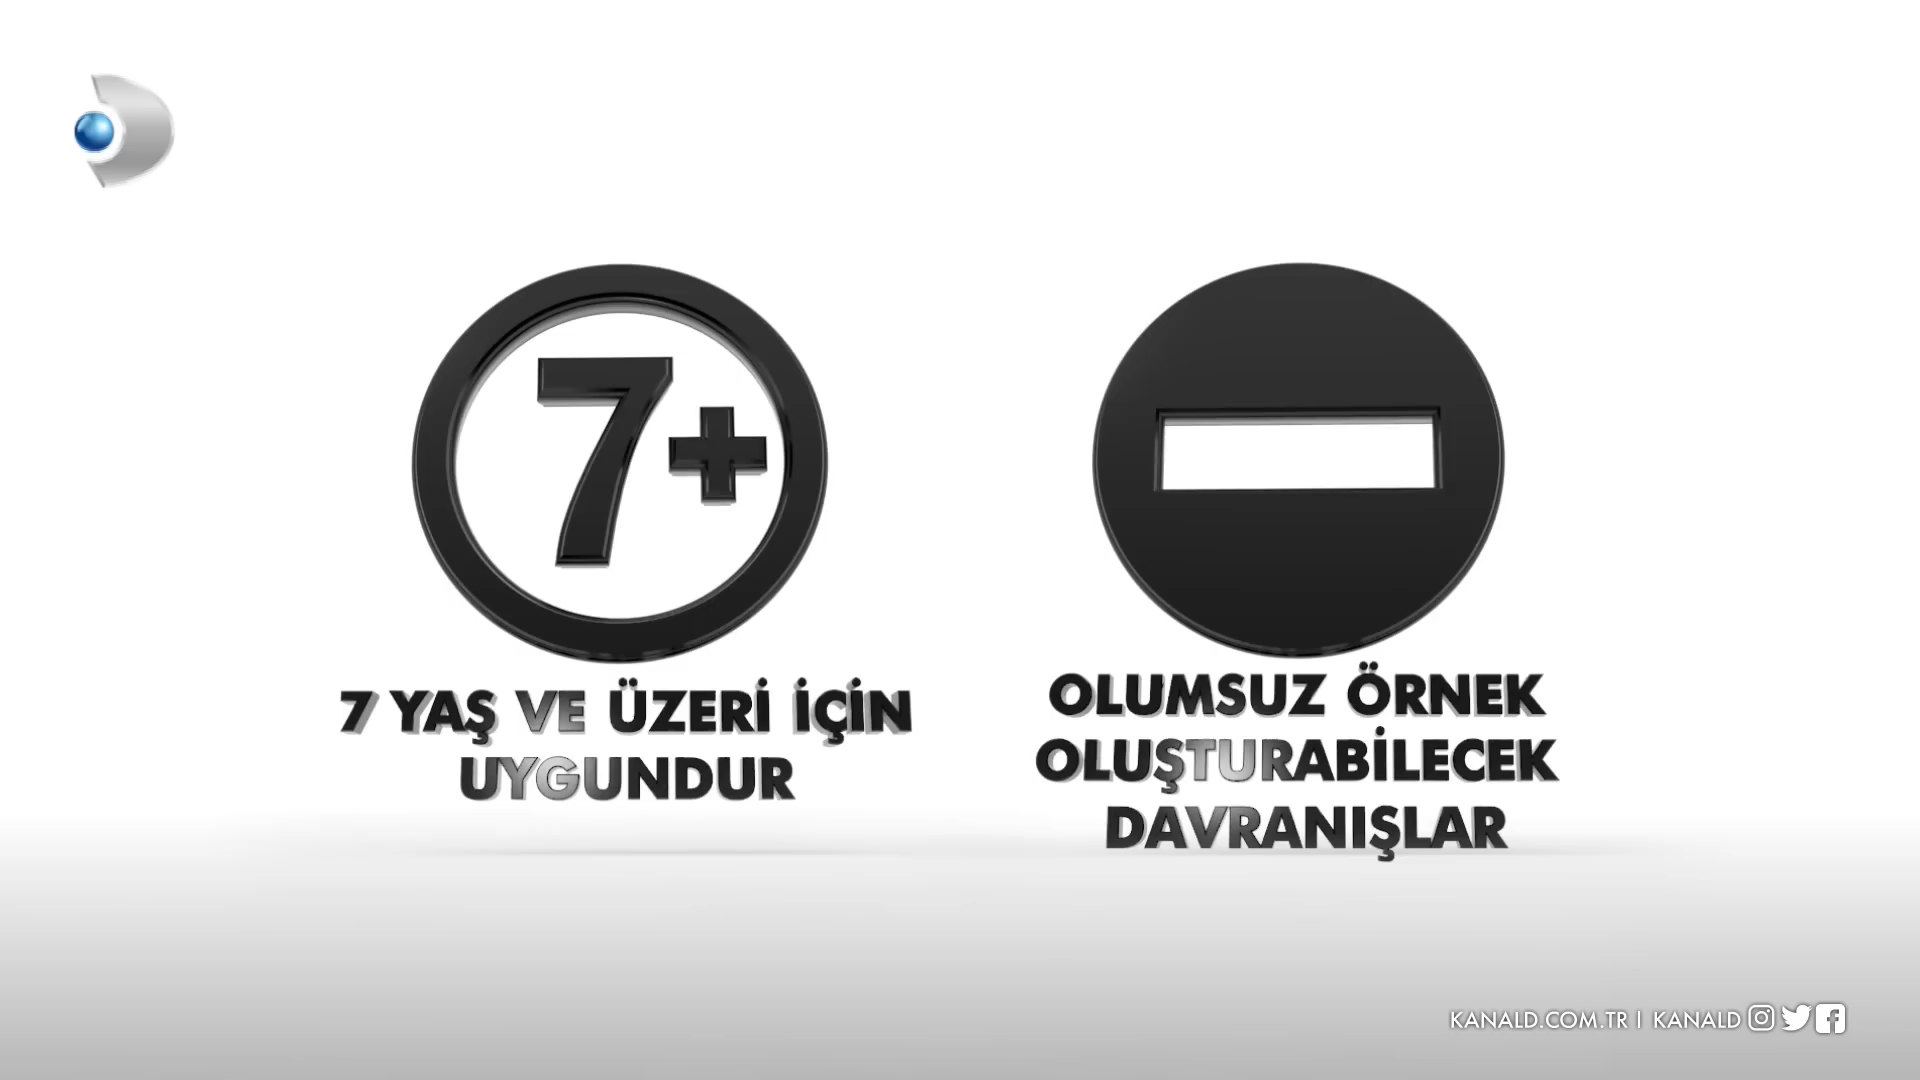 7+
7 YAŞ VE ÜZERİ İÇİN
UYGUNDUR
OLUMSUZ ÖRNEK
OLUŞTURABİLECEK
DAVRANIŞLAR
KANALD.COM.TR | KANALD